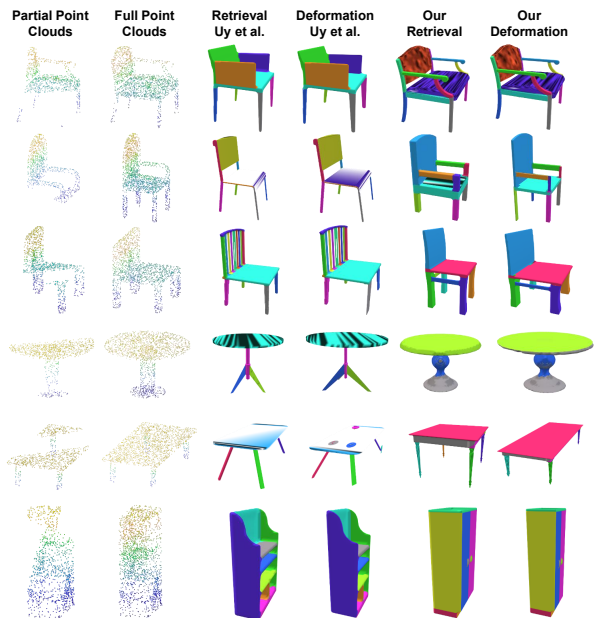 Partial Point Clouds
Full Point Clouds
Retrieval Uy et al.
Deformation Uy et al.
Our Retrieval
Our Deformation